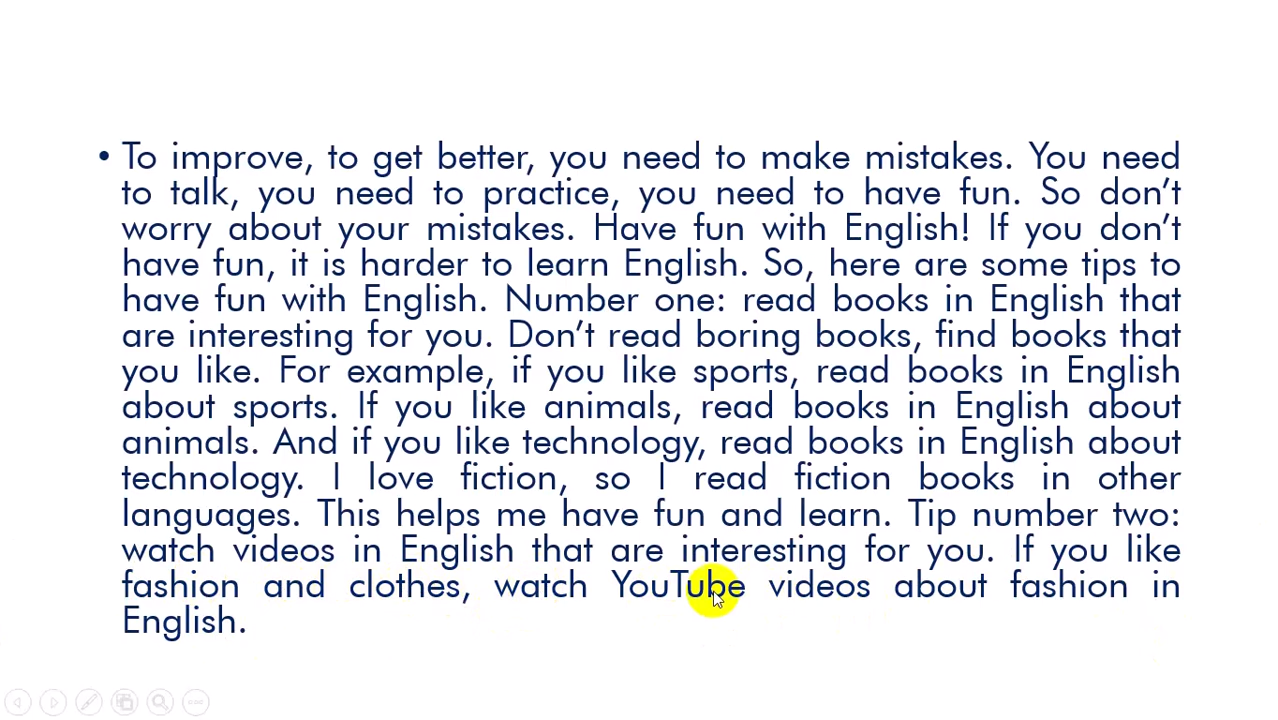 • To improve, to get better, you need to make mistakes. You need
to talk, you need to practice, you need to have fun. So don’t
worry about your mistakes. Have fun with English! If you don’t
have fun, it is harder to learn English. So, here are some tips to
have fun with English. Number one: read books in English that
are interesting for you. Don’t read boring books, find books that
you like. For example, if you like sports, read books in English
about sports. If you like animals, read books in English about
animals. And if you like technology, read books in English about
technology. I love fiction, so I read fiction books in other
languages. This helps me have fun and learn. Tip number two:
watch videos in English that are interesting for you. If you like
fashion and clothes, watch YouTube videos about fashion in
English.